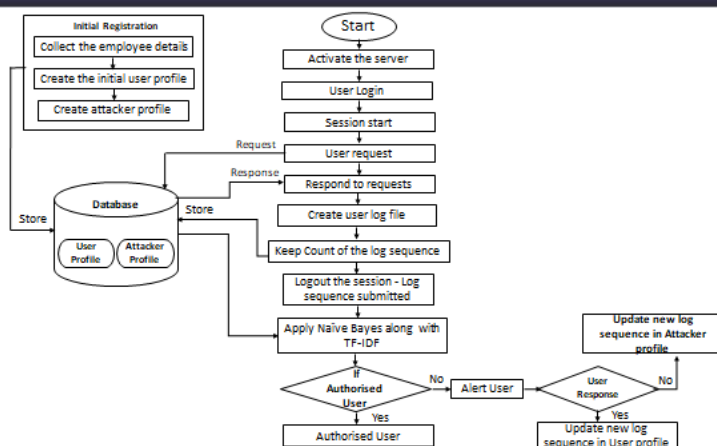 Initial Registration
Collect the employee details
Create the initial user profile
Create attacker profile
Start
Activate the server
User Login
Session start
User request
Request
Response
Respond to requests
Create user log file
Store
Database
Store
User
Profile
Attacker
Profile
Keep Count of the log sequence
Logout the session - Log
sequence submitted
Apply Naïve Bayes along with
TF-IDF
If
Authorised
User
No
Alert User
User
Response
No
Update new log
sequence in Attacker
profile
Yes
Authorised User
Yes
Update new log
sequence in User profile